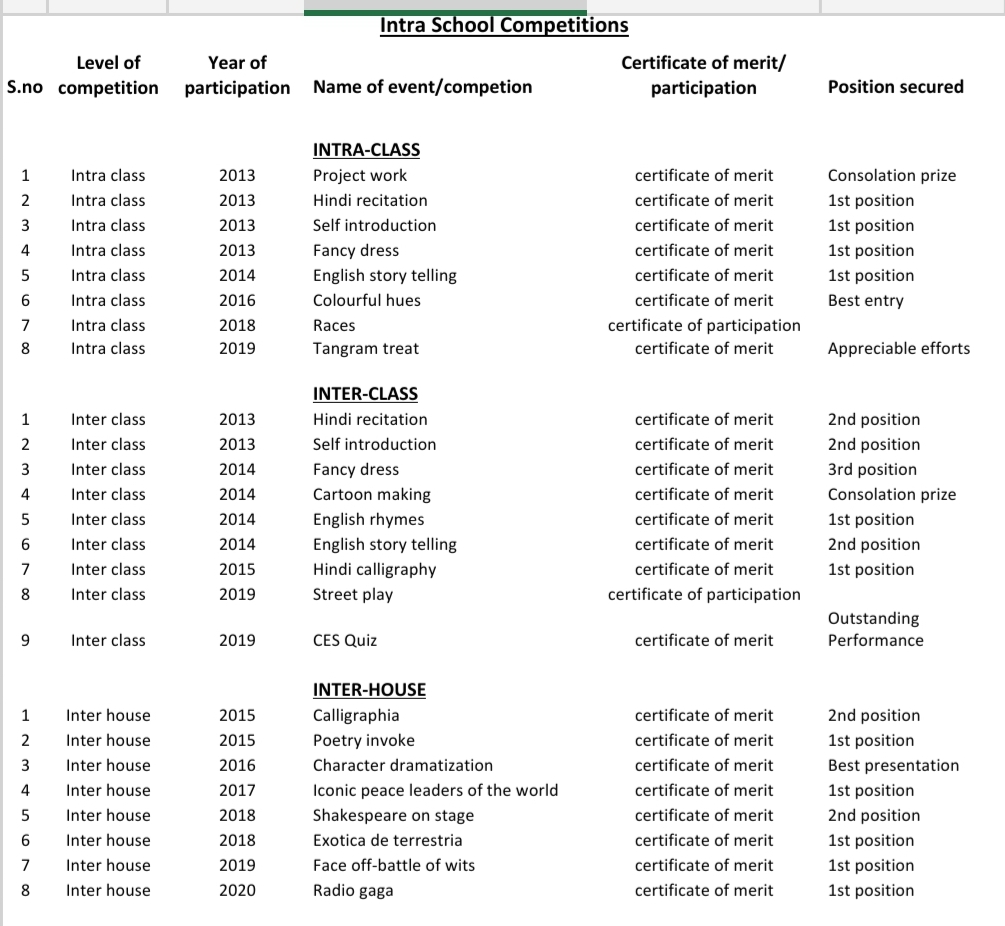 Intra School Competitions
Level of Year of Certificate of merit/
S.no competition participation Name of event/competion participation Position secured
INTRA-CLASS
1 Intra class 2013 Project work certificate of merit Consolation prize
2 Intra class 2013 Hindi recitation certificate of merit 1st position
3 Intra class 2013 Self introduction certificate of merit 1st position
4 Intra class 2013 Fancy dress certificate of merit 1st position
5 Intra class 2014 English story telling certificate of merit 1st position
6 Intra class 2016 Colourful hues certificate of merit Best entry
7 Intra class 2018 Races certificate of participation
8 Intra class 2019 Tangram treat certificate of merit Appreciable efforts
INTER-CLASS
1 Inter class 2013 Hindi recitation certificate of merit 2nd position
2 Inter class 2013 Self introduction certificate of merit 2nd position
3 Inter class 2014 Fancy dress certificate of merit 3rd position
4 Inter class 2014 Cartoon making certificate of merit Consolation prize
5 Inter class 2014 English rhymes certificate of merit 1st position
6 Inter class 2014 English story telling certificate of merit 2nd position
7 Inter class 2015 Hindi calligraphy certificate of merit 1st position
8 Inter class 2019 Street play certificate of participation
Outstanding
9 Inter class 2019 CES Quiz certificate of merit Performance
INTER-HOUSE
1 Inter house 2015 Calligraphia certificate of merit 2nd position
2 Inter house 2015 Poetry invoke certificate of merit 1st position
3 Inter house 2016 Character dramatization certificate of merit Best presentation
4 Inter house 2017 Iconic peace leaders of the world certificate of merit 1st position
5 Inter house 2018 Shakespeare on stage certificate of merit 2nd position
6 Inter house 2018 Exotica de terrestria certificate of merit 1st position
7 Inter house 2019 Face off-battle of wits certificate of merit 1st position
8 Inter house 2020 Radio gaga certificate of merit 1st position